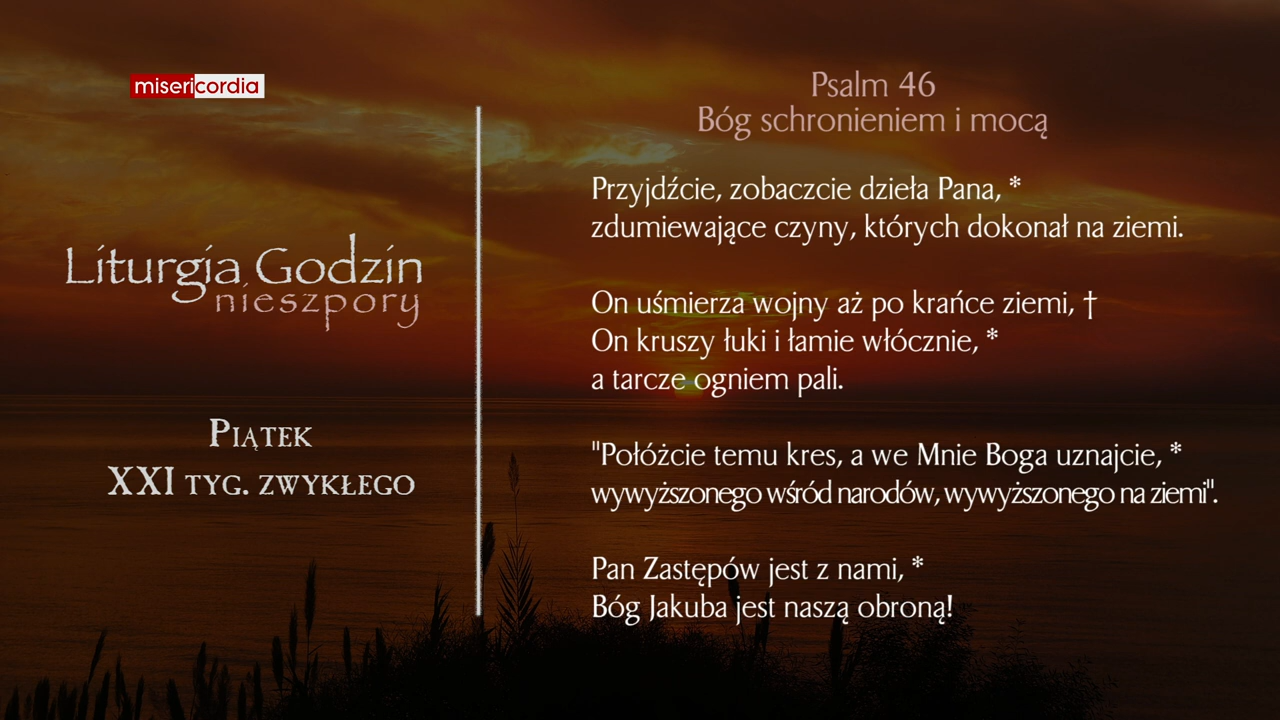 misericordia
Liturgia Godzin
nieszpory
Piątek
XXI tyg. zwykłego
Psalm 46
Bóg schronieniem i mocą
Przyjdźcie, zobaczcie dzieła Pana, *
zdumiewające czyny, których dokonał na ziemi.
On uśmierza wojny aż po krańce ziemi, †
On kruszy łuki i łamie włócznie, *
a tarcze ogniem pali.
"Połóżcie temu kres, a we Mnie Boga uznajcie, *
wywyższonego wśród narodów, wywyższonego na ziemi".
Pan Zastępów jest z nami, *
Bóg Jakuba jest naszą obroną!